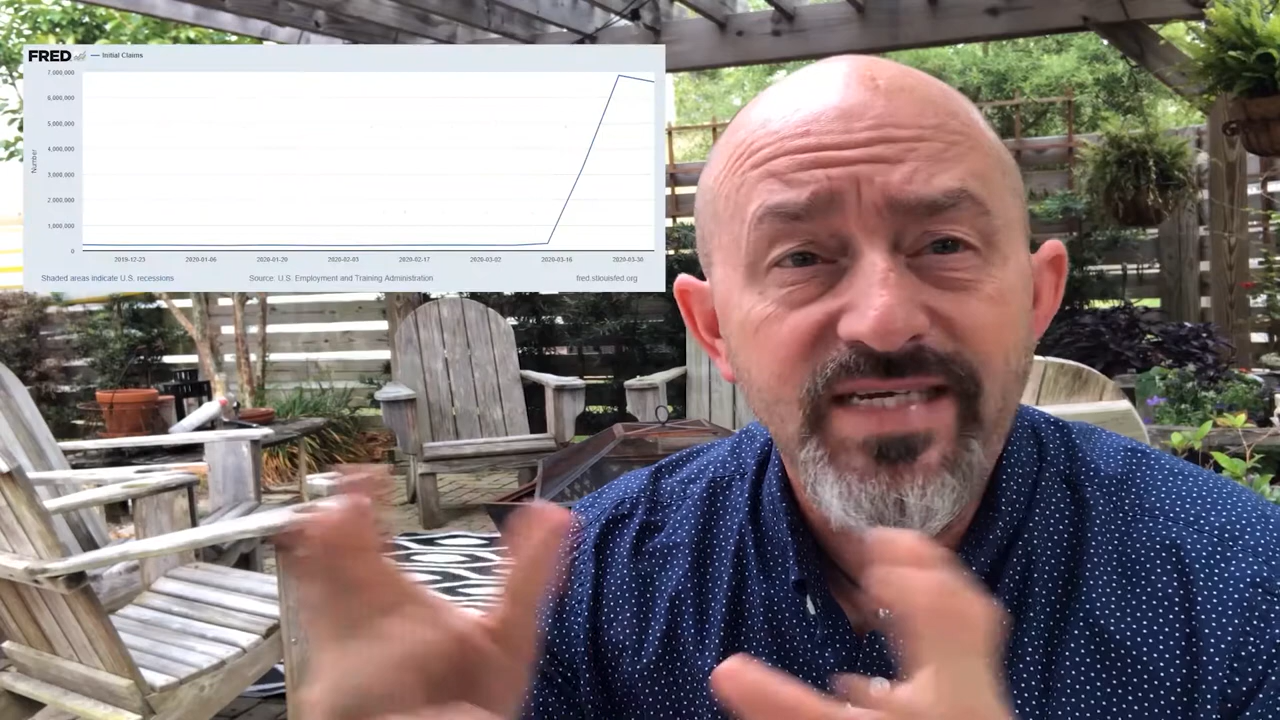 FRED — Initial Claims
7,000,000
6,000,000
5,000,000
4,000,000
3,000,000
2,000,000
1,000,000
0
Number
2019-12-23 2020-01-06 2020-01-20 2020-02-03 2020-02-17 2020-03-02 2020-03-16 2020-03-30
Shaded areas indicate U.S. recessions Source: U.S. Employment and Training Administration fred.stlouisfed.org